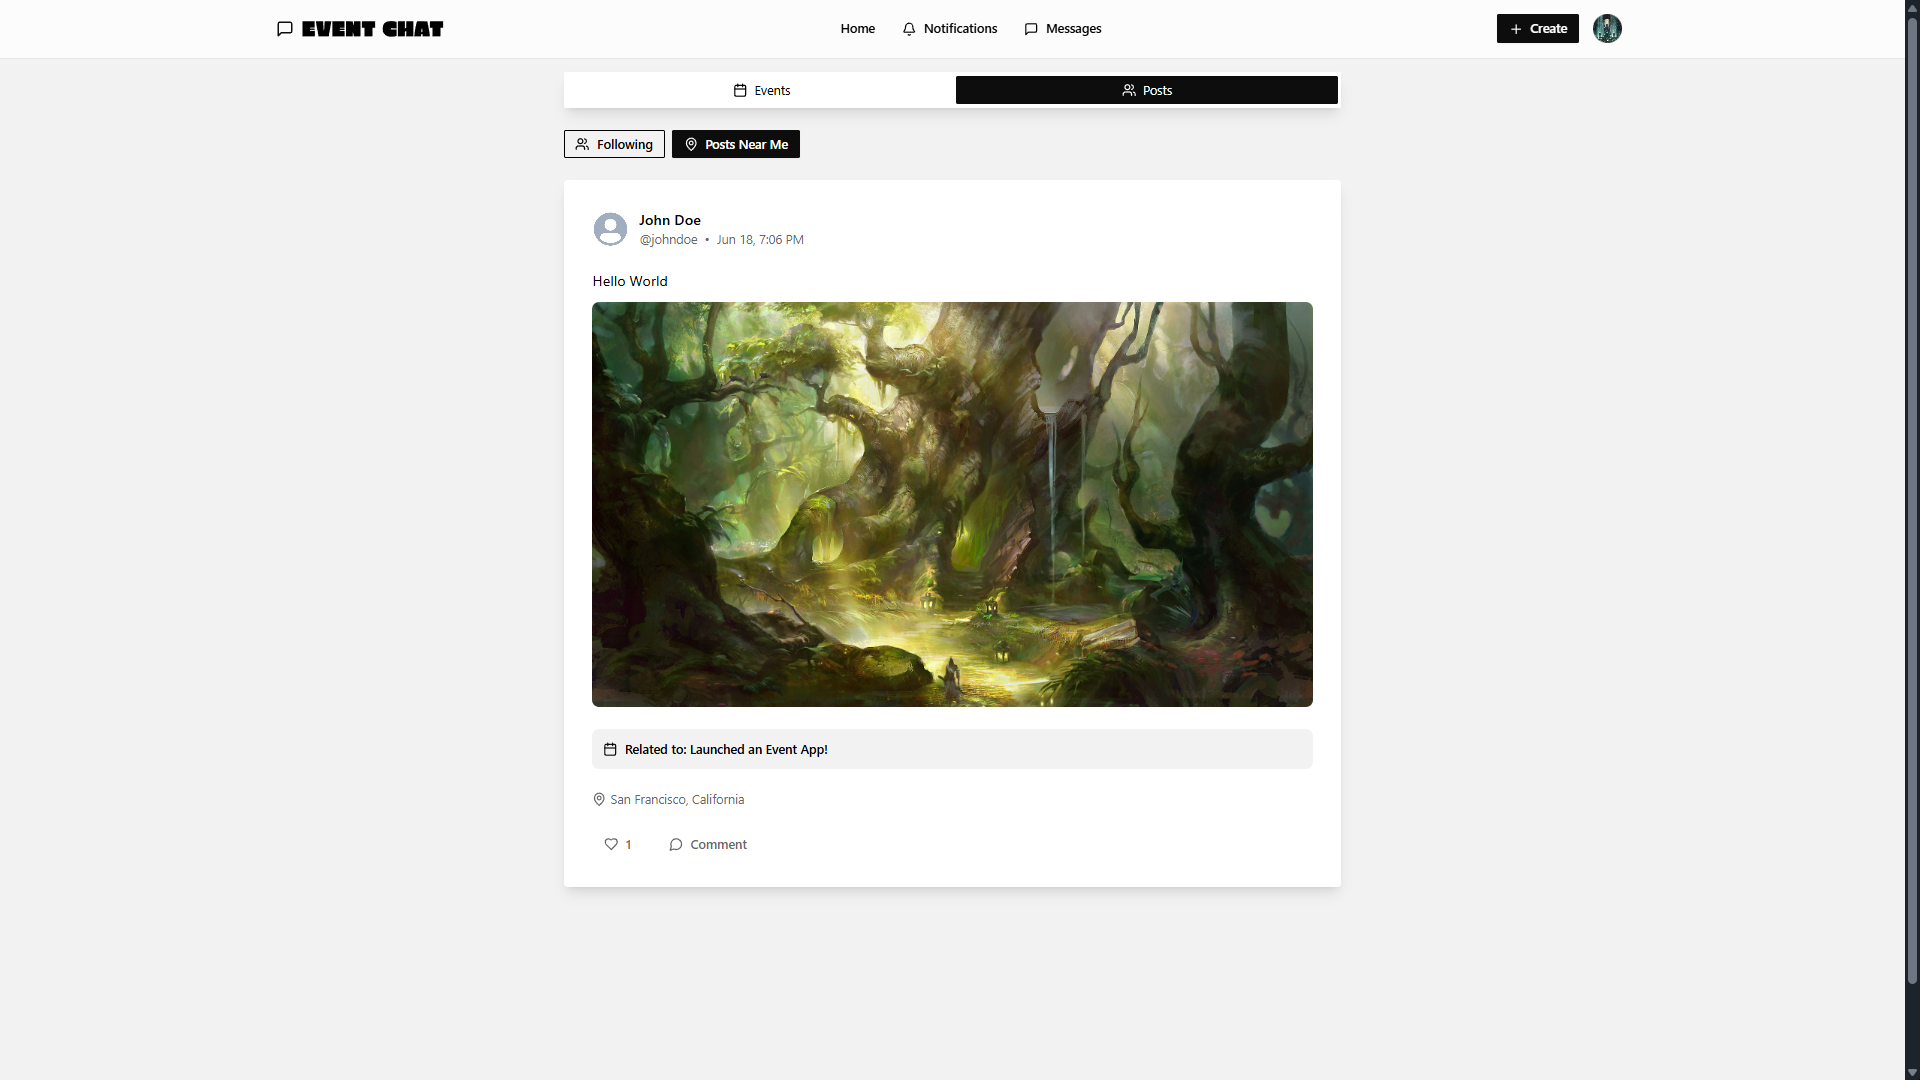 EVENT CHAT
Home
Notifications
Messages
Create
Events
Posts
Following
Posts Near Me
John Doe
@johndoe • Jun 18, 7:06 PM
Hello World
Related to: Launched an Event App!
San Francisco, California
1
Comment